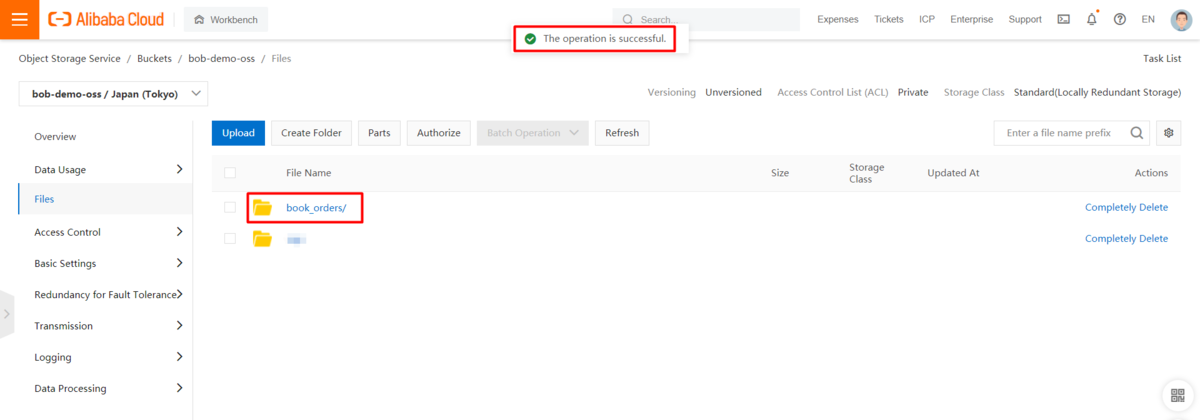 Alibaba Cloud
Workbench
Search...
Expenses
Tickets
ICP
Enterprise
Support
EN
The operation is successful.
Object Storage Service / Buckets / bob-demo-oss / Files
Task List
bob-demo-oss / Japan (Tokyo)
Versioning Unversioned Access Control List (ACL) Private Storage Class Standard(Locally Redundant Storage)
Overview
Data Usage
Files
Access Control
Basic Settings
Redundancy for Fault Tolerance
Transmission
Logging
Data Processing
Upload
Create Folder
Parts
Authorize
Batch Operation
Refresh
Enter a file name prefix
File Name
Size
Storage
Class
Updated At
Actions
book_orders/
Completely Delete
Completely Delete